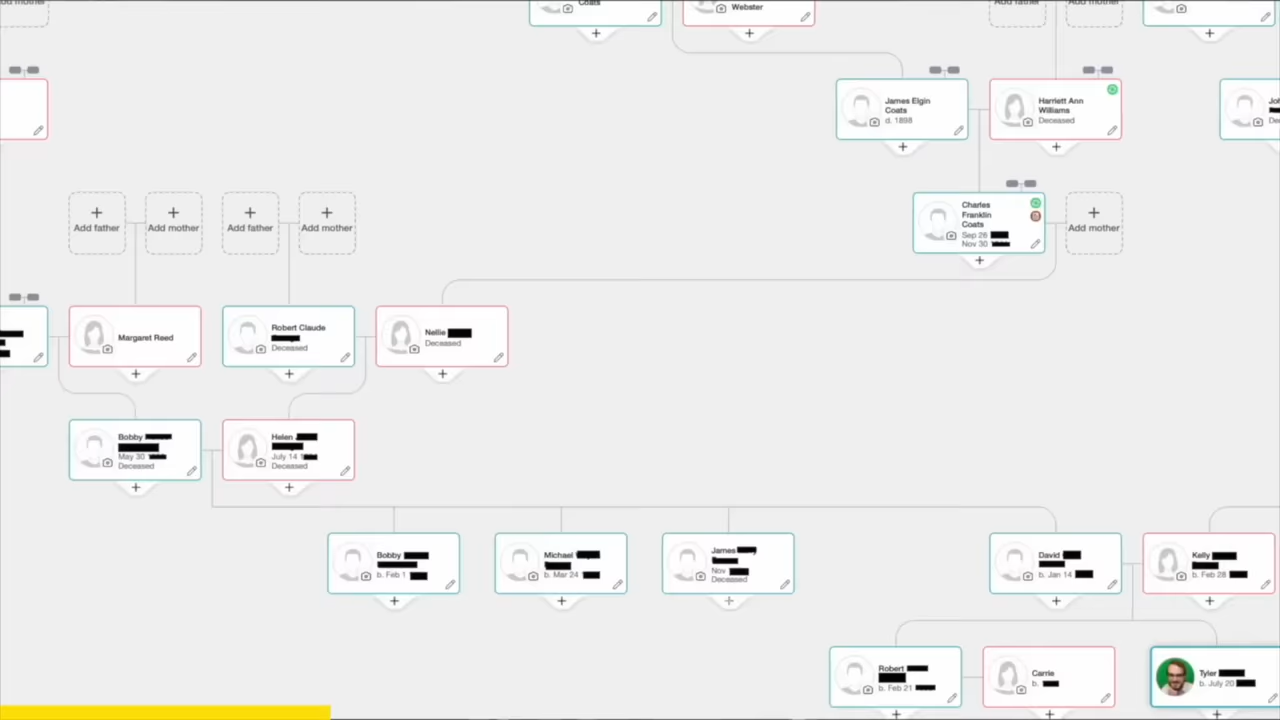 Add father
Add mother
Coats
Webster
Add father
Add mother
James Elgin
Coats
d. 1898
Harriett Ann
Williams
Deceased
Charles
Franklin
Coats
Sep 26
Nov 30
Add mother
Add father
Add mother
Margaret Reed
Robert Claude
Deceased
Nellie
Deceased
Bobby
May 30
Deceased
Helen
July 14
Deceased
Bobby
b. Feb 1
Michael
b. Mar 24
James
Nov
Deceased
David
b. Jan 14
Kelly
b. Feb 28
Robert
b. Feb 21
Carrie
b.
Tyler
b. July 20